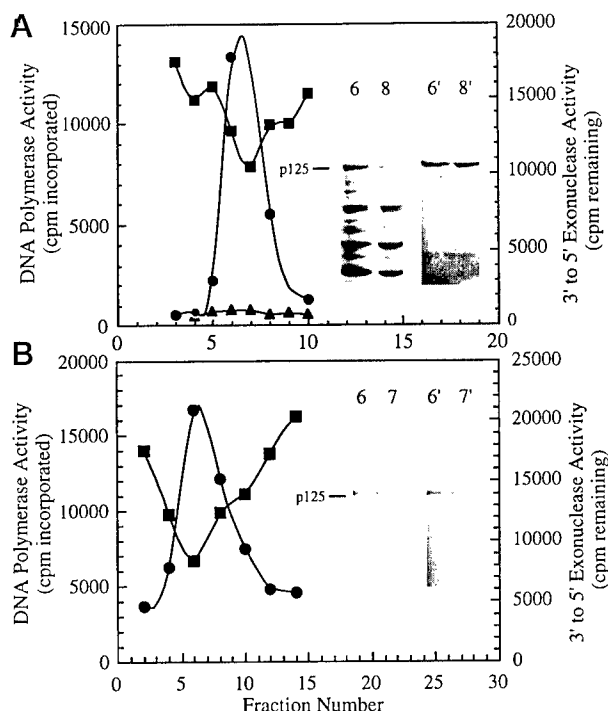 A
DNA Polymerase Activity
(cpm incorporated)
15000
10000
5000
0
20000
15000
10000
5000
0
3' to 5' Exonuclease Activity
(cpm remaining)
6 8 6' 8'
p125
0 5 10 15 20
B
DNA Polymerase Activity
(cpm incorporated)
20000
15000
10000
5000
0
25000
20000
15000
10000
5000
0
3' to 5' Exonuclease Activity
(cpm remaining)
6 7 6' 7'
p125
0 5 10 15 20 25 30
Fraction Number